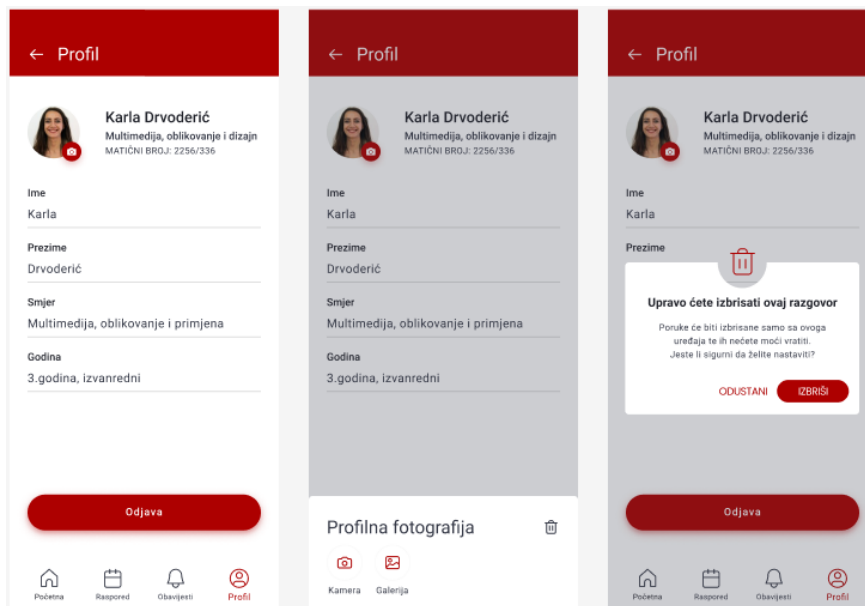 Profil
Karla Drvoderić
Multimedija, oblikovanje i dizajn
MATIČNI BROJ: 2256/336
Ime
Karla
Prezime
Drvoderić
Smjer
Multimedija, oblikovanje i primjena
Godina
3.godina, izvanredni
Odjava
Početna
Raspored
Obavijesti
Profil
Profil
Karla Drvoderić
Multimedija, oblikovanje i dizajn
MATIČNI BROJ: 2256/336
Ime
Karla
Prezime
Drvoderić
Smjer
Multimedija, oblikovanje i primjena
Godina
3.godina, izvanredni
Profilna fotografija
Kamera
Galerija
Profil
Karla Drvoderić
Multimedija, oblikovanje i dizajn
MATIČNI BROJ: 2256/336
Ime
Karla
Prezime
Upravo ćete izbrisati ovaj razgovor
Poruke će biti izbrisane samo sa ovoga
uređaja te ih nećete moći vratiti.
Jeste li sigurni da želite nastaviti?
ODUSTANI
IZBRIŠI
Odjava
Početna
Raspored
Obavijesti
Profil